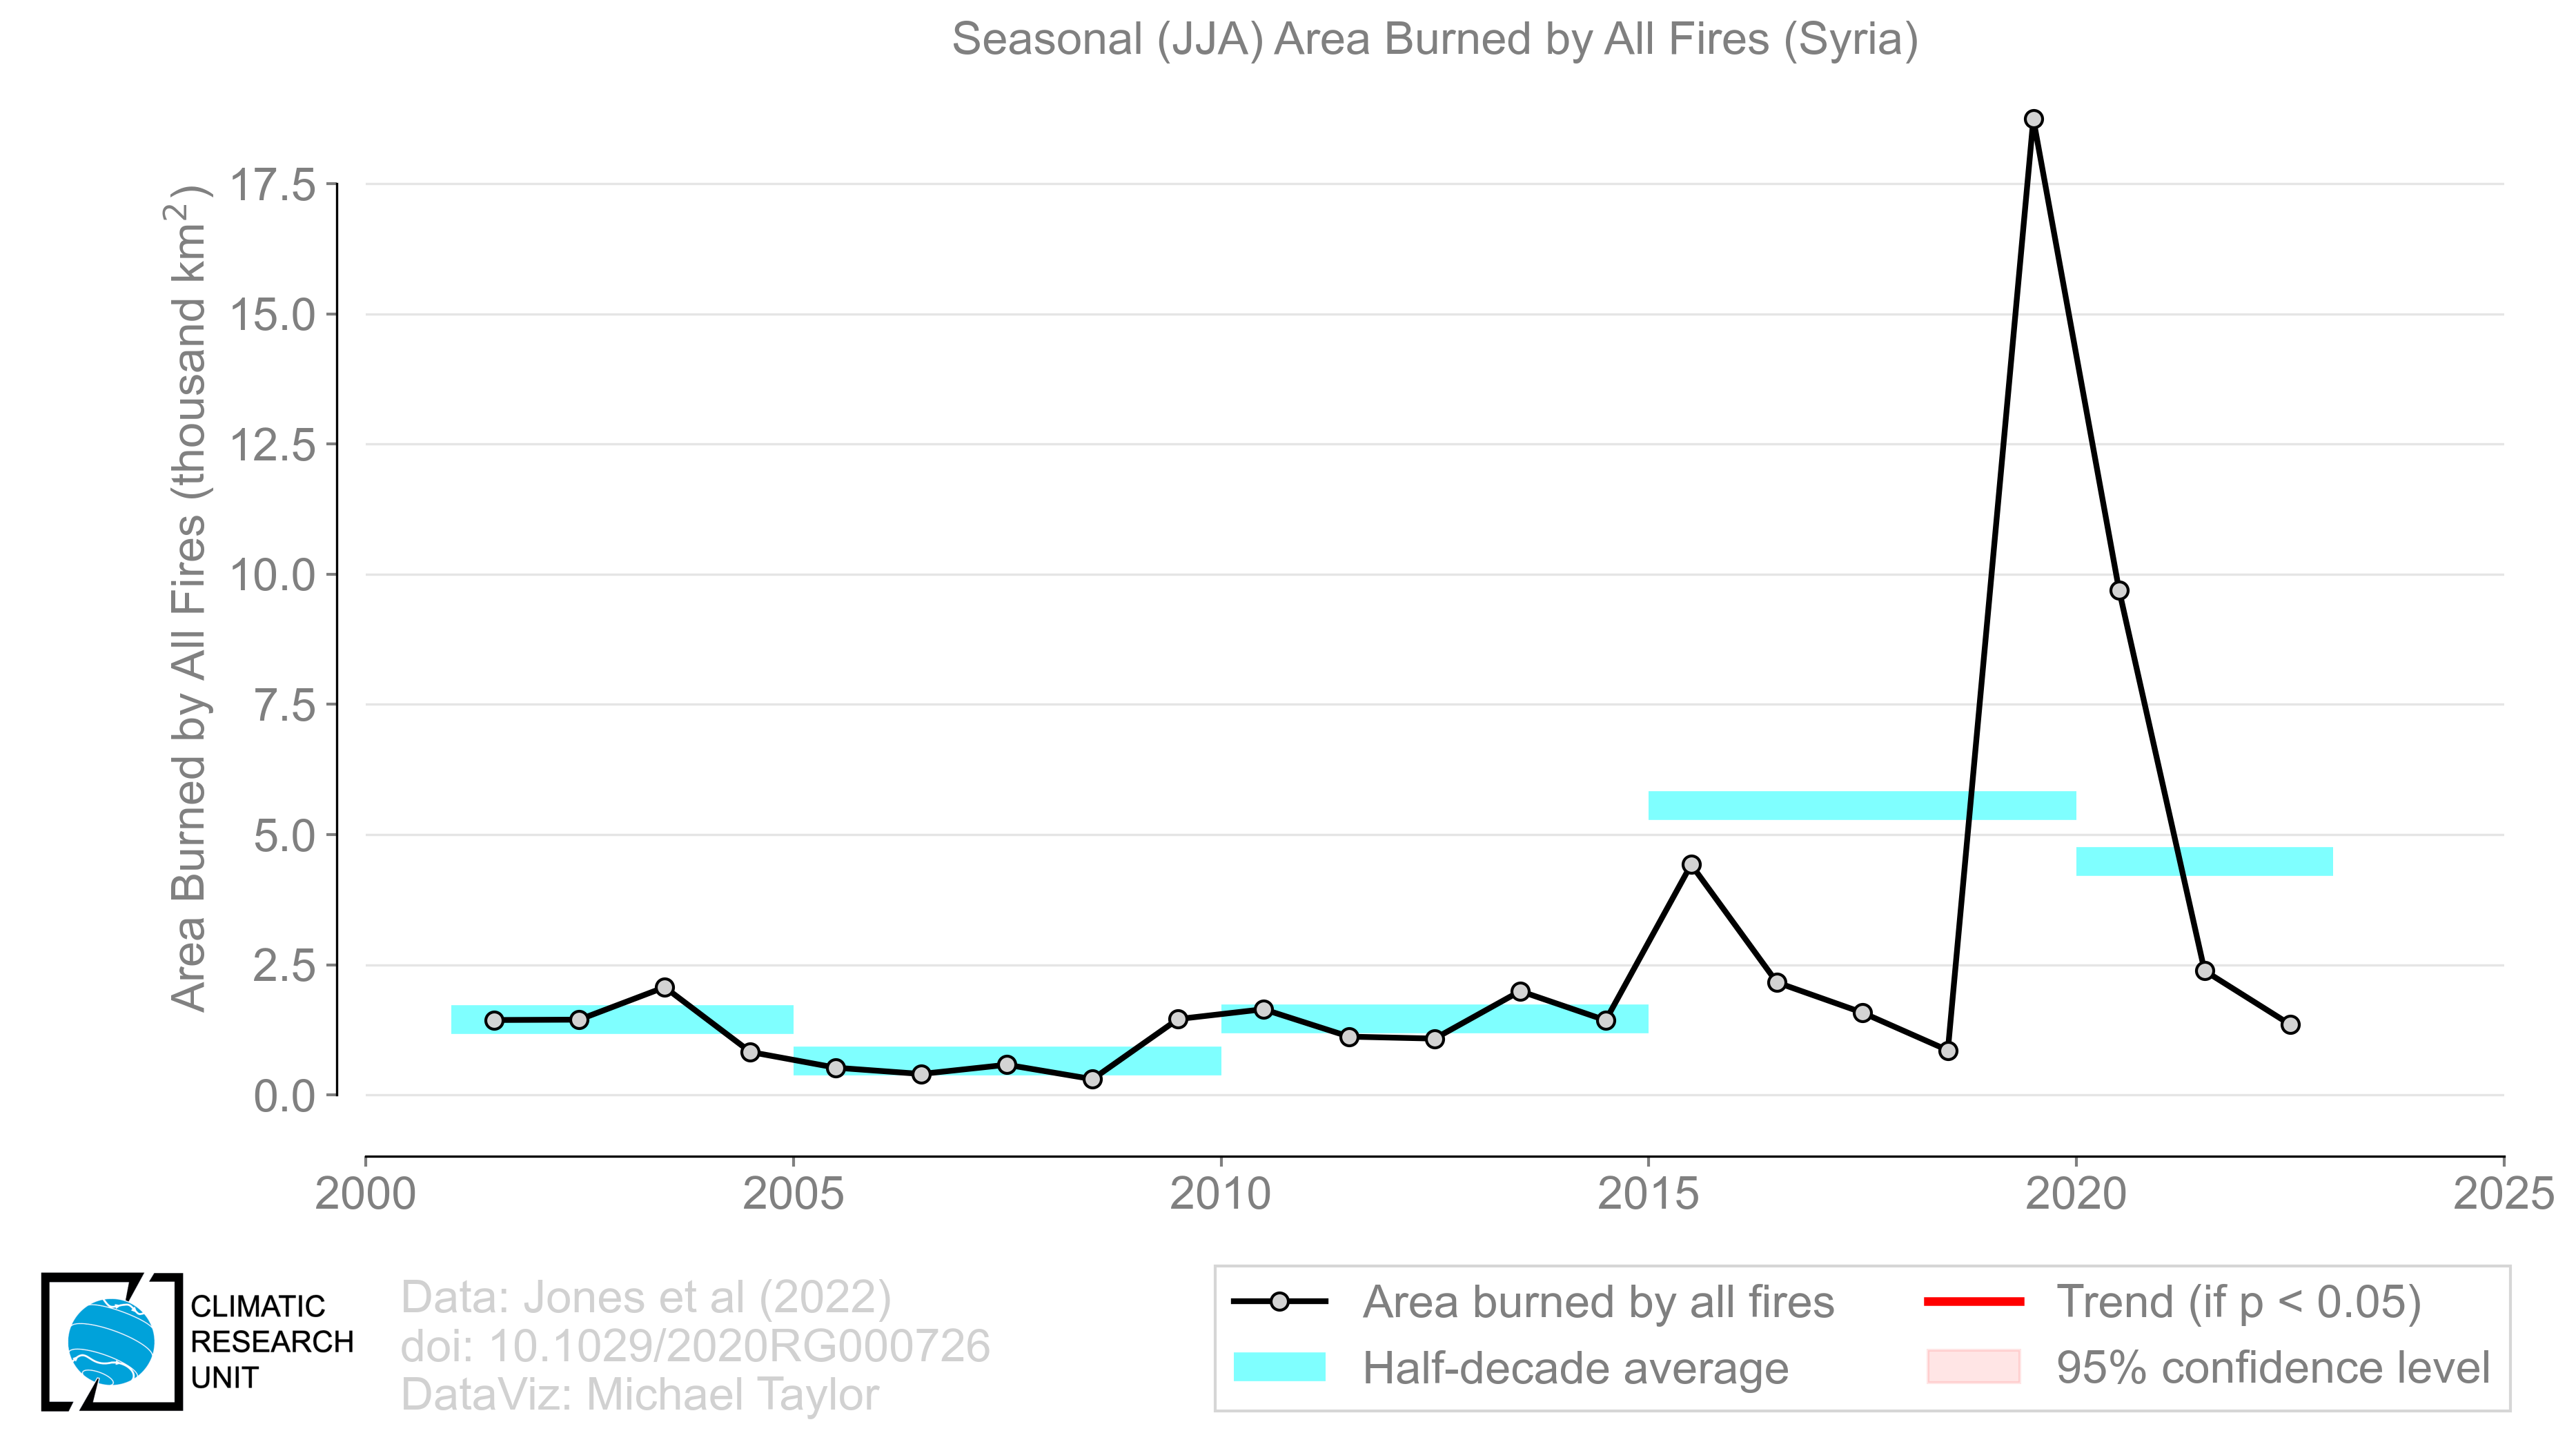 Seasonal (JJA) Area Burned by All Fires (Syria)
Area Burned by All Fires (thousand km²)
17.5
15.0
12.5
10.0
7.5
5.0
2.5
0.0
2000 2005 2010 2015 2020 2025
CLIMATIC
RESEARCH
UNIT
Data: Jones et al (2022)
doi: 10.1029/2020RG000726
DataViz: Michael Taylor
Area burned by all fires
Half-decade average
Trend (if p < 0.05)
95% confidence level